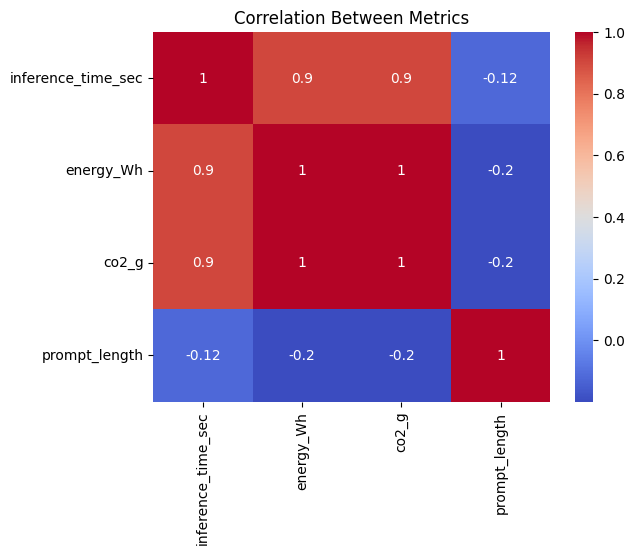 Correlation Between Metrics
inference_time_sec 1 0.9 0.9 -0.12
energy_Wh 0.9 1 1 -0.2
co2_g 0.9 1 1 -0.2
prompt_length -0.12 -0.2 -0.2 1
inference_time_sec
energy_Wh
co2_g
prompt_length
1.0
0.8
0.6
0.4
0.2
0.0